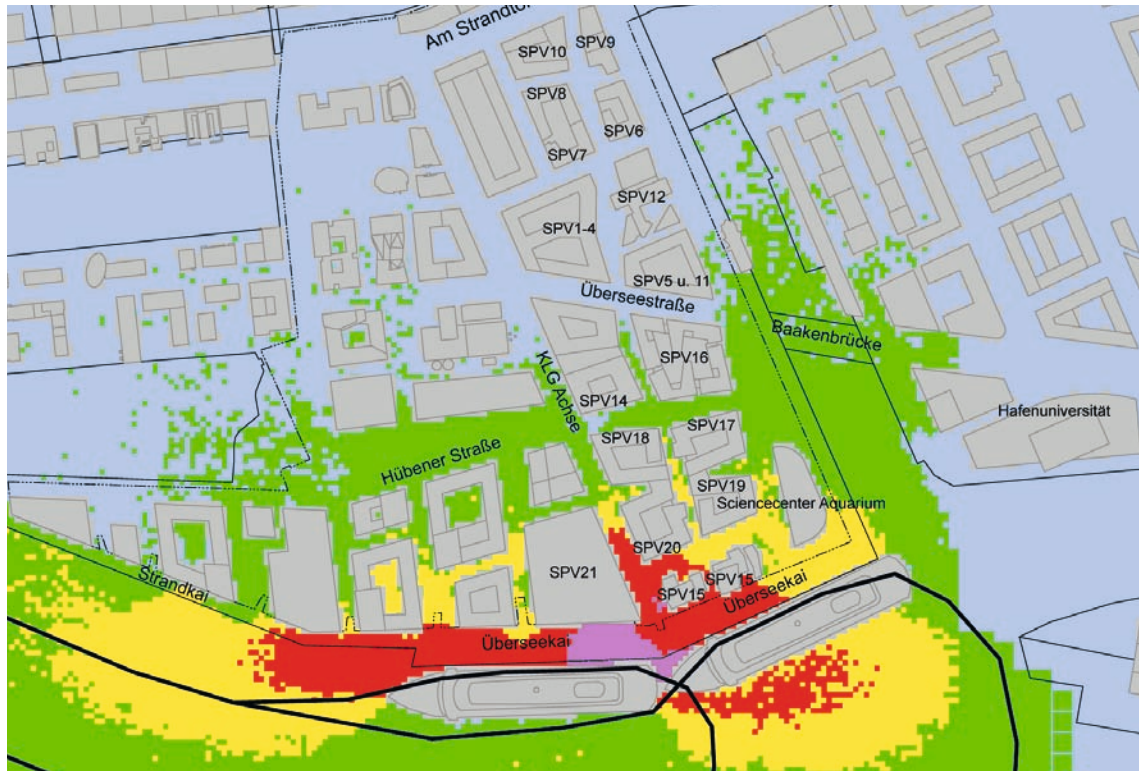 Am Strandto
SPV10
SPV9
SPV8
SPV6
SPV7
SPV12
SPV1-4
SPV5 u. 11
Überseestraße
Baakenbrücke
SPV16
KLG Achse
SPV14
Hafenuniversität
SPV17
SPV18
Hübener Straße
SPV19
Sciencecenter Aquarium
SPV20
SPV21
SPV15
SPV15
Strandkai
Überseekai
Überseekai